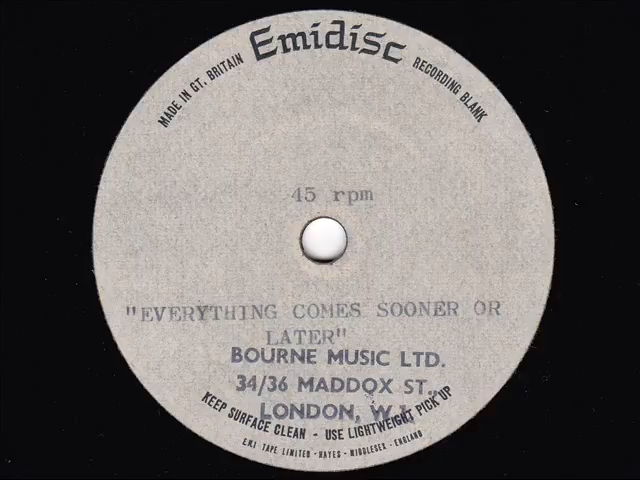 Emidisc
MADE IN GT. BRITAIN
RECORDING BLANK
45 rpm
"EVERYTHING COMES SOONER OR
LATER"
BOURNE MUSIC LTD.
34/36 MADDOX ST.,
LONDON, W.1.
KEEP SURFACE CLEAN - USE LIGHTWEIGHT PICK UP
E.M.I TAPE LIMITED - HAYES - MIDDLESEX - ENGLAND